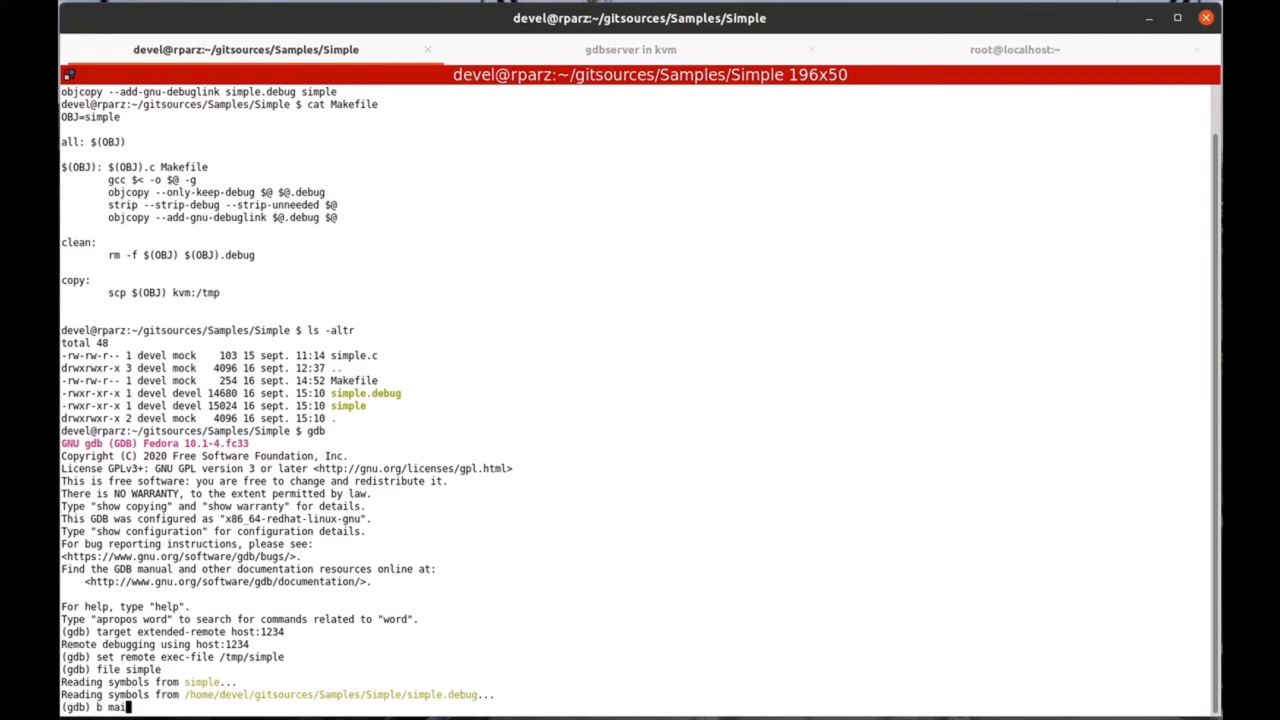 devel@rparz:~/gitsources/Samples/Simple
devel@rparz:~/gitsources/Samples/Simple
gdbserver in kvm
root@localhost:~
devel@rparz:~/gitsources/Samples/Simple 196x50
objcopy --add-gnu-debuglink simple.debug simple
devel@rparz:~/gitsources/Samples/Simple $ cat Makefile
OBJ=simple
all: $(OBJ)
$(OBJ): $(OBJ).c Makefile
gcc $< -o $@ -g
objcopy --only-keep-debug $@ $@.debug
strip --strip-debug --strip-unneeded $@
objcopy --add-gnu-debuglink $@.debug $@
clean:
rm -f $(OBJ) $(OBJ).debug
copy:
scp $(OBJ) kvm:/tmp
devel@rparz:~/gitsources/Samples/Simple $ ls -altr
total 48
-rw-rw-r-- 1 devel mock    103 15 sept. 11:14 simple.c
drwxrwxr-x 3 devel mock   4096 16 sept. 12:37 ..
-rw-rw-r-- 1 devel mock    254 16 sept. 14:52 Makefile
-rwxr-xr-x 1 devel devel 14680 16 sept. 15:10 simple.debug
-rwxr-xr-x 1 devel devel 15024 16 sept. 15:10 simple
drwxrwxr-x 2 devel mock   4096 16 sept. 15:10 .
devel@rparz:~/gitsources/Samples/Simple $ gdb
GNU gdb (GDB) Fedora 10.1-4.fc33
Copyright (C) 2020 Free Software Foundation, Inc.
License GPLv3+: GNU GPL version 3 or later <http://gnu.org/licenses/gpl.html>
This is free software: you are free to change and redistribute it.
There is NO WARRANTY, to the extent permitted by law.
Type "show copying" and "show warranty" for details.
This GDB was configured as "x86_64-redhat-linux-gnu".
Type "show configuration" for configuration details.
For bug reporting instructions, please see:
<https://www.gnu.org/software/gdb/bugs/>.
Find the GDB manual and other documentation resources online at:
<http://www.gnu.org/software/gdb/documentation/>.
For help, type "help".
Type "apropos word" to search for commands related to "word".
(gdb) target extended-remote host:1234
Remote debugging using host:1234
(gdb) set remote exec-file /tmp/simple
(gdb) file simple
Reading symbols from simple...
Reading symbols from /home/devel/gitsources/Samples/Simple/simple.debug...
(gdb) b mai